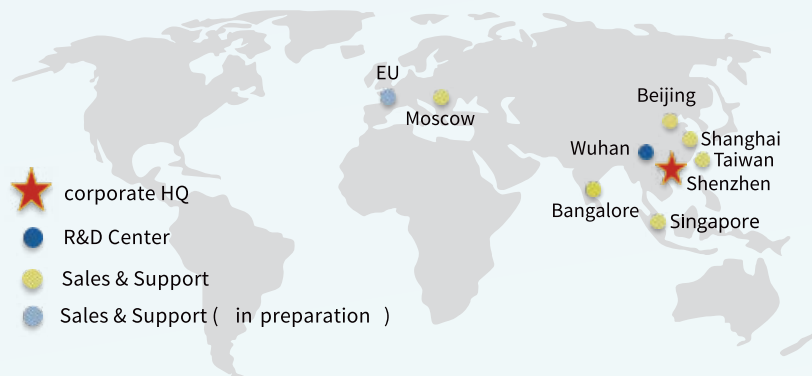 EU
Moscow
Beijing
Shanghai
Wuhan
Taiwan
Shenzhen
Bangalore
Singapore
corporate HQ
R&D Center
Sales & Support
Sales & Support ( in preparation )